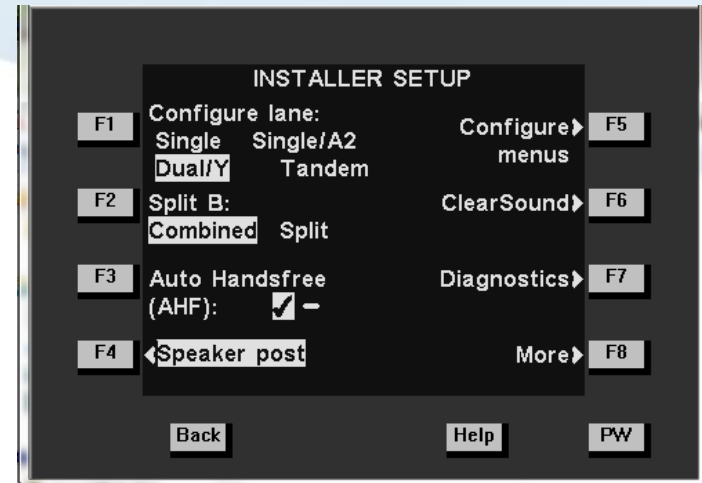 INSTALLER SETUP
F1
Configure lane:
Single Single/A2
Dual/Y Tandem
Configure
menus
F5
F2
Split B:
Combined Split
ClearSound
F6
F3
Auto Handsfree
(AHF): ✓ –
Diagnostics
F7
F4
Speaker post
More
F8
Back
Help
PW